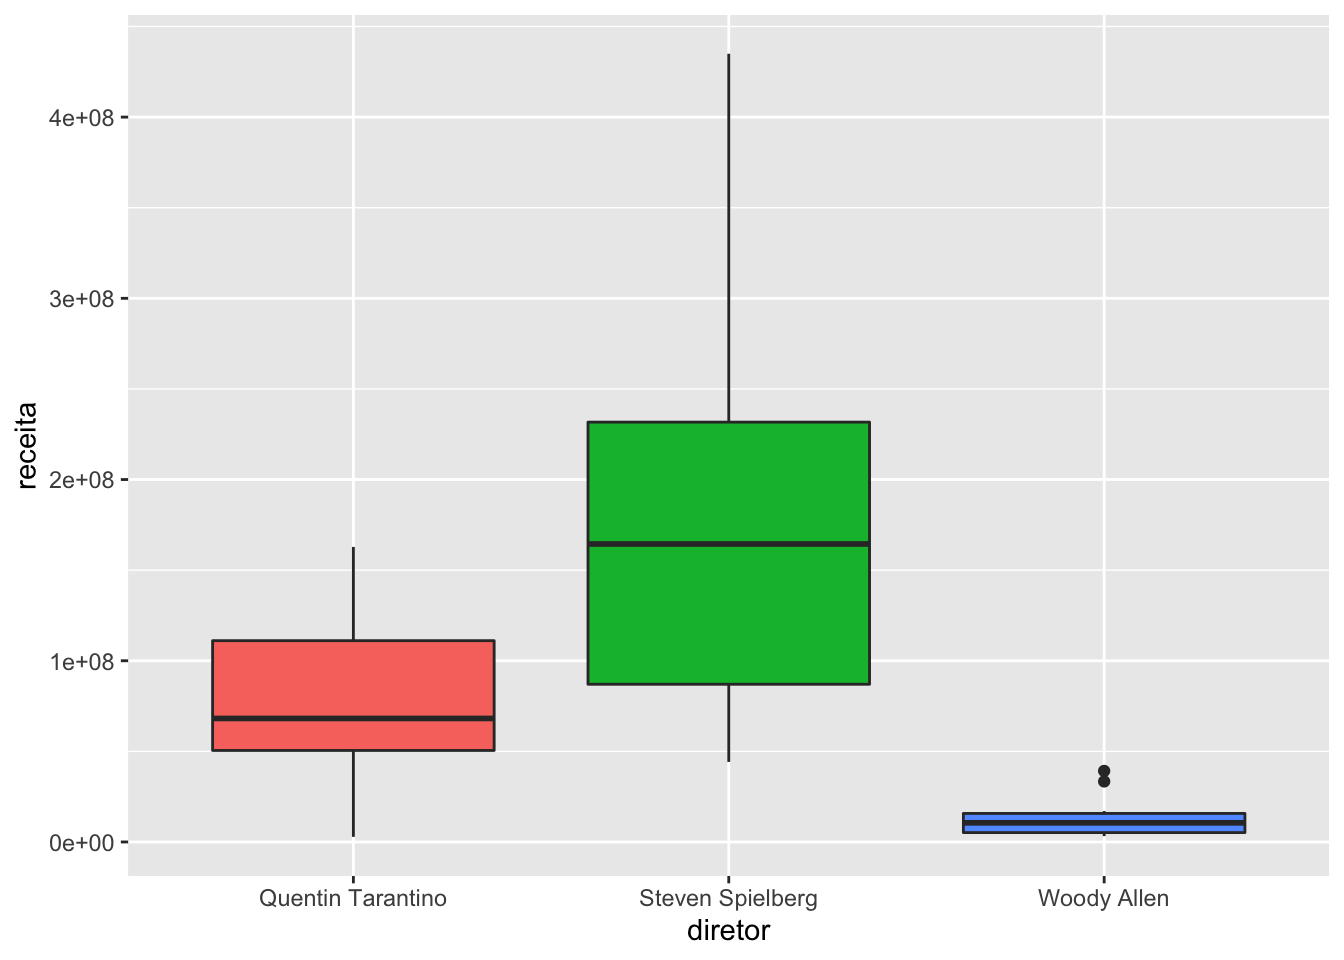 4e+08
3e+08
2e+08
1e+08
0e+00
receita
Quentin Tarantino Steven Spielberg Woody Allen
diretor